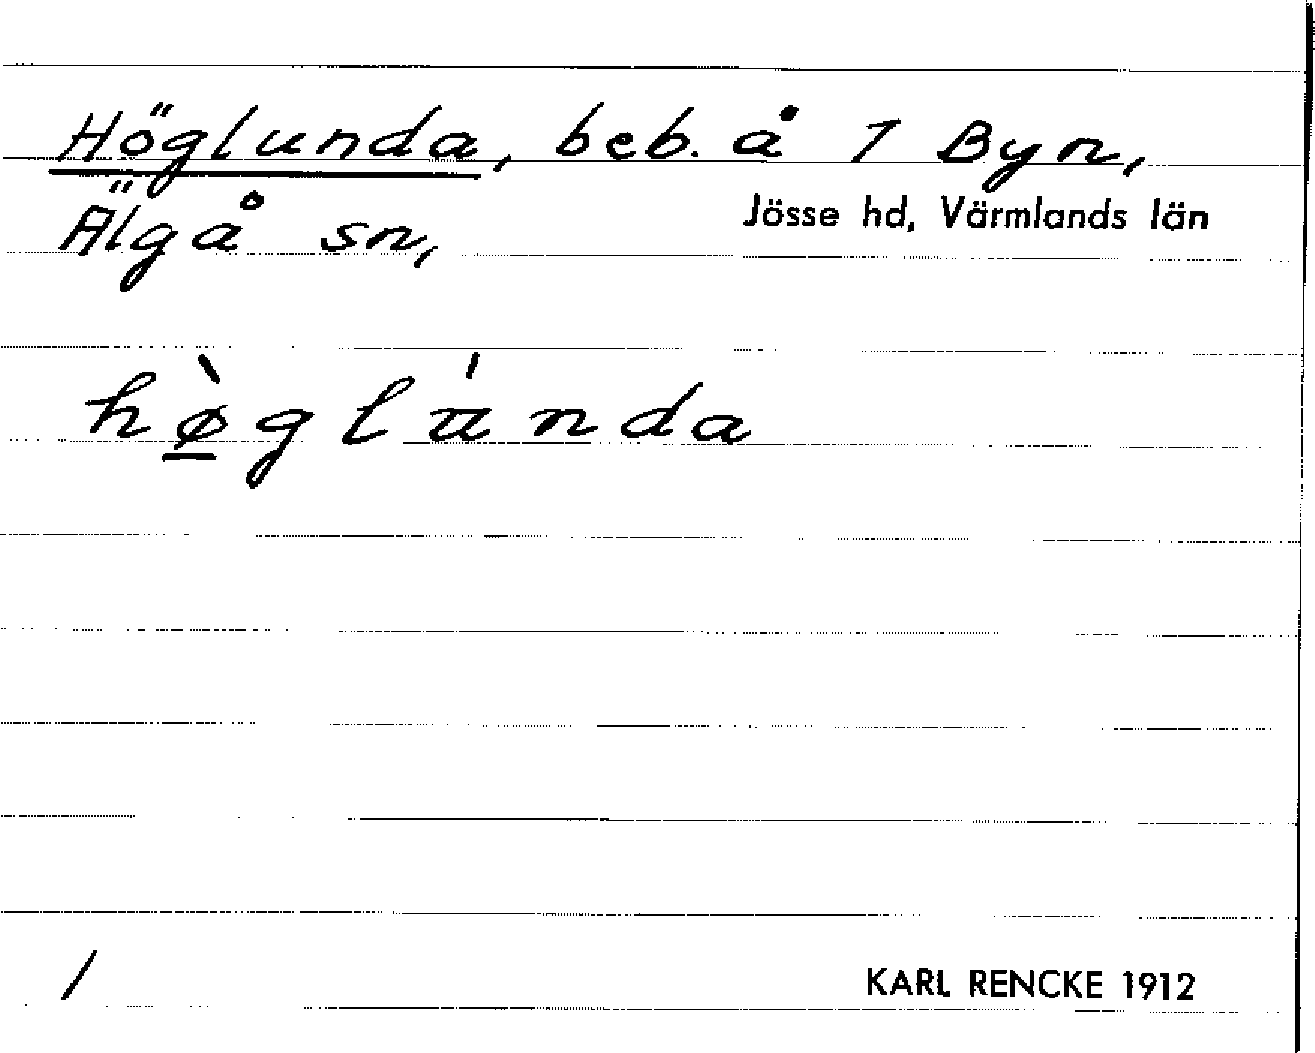 Höglunda, beb. å 1 Byn,
Älgå sn, Jösse hd, Värmlands län
hø̲̀glúnda
/ KARL RENCKE 1912